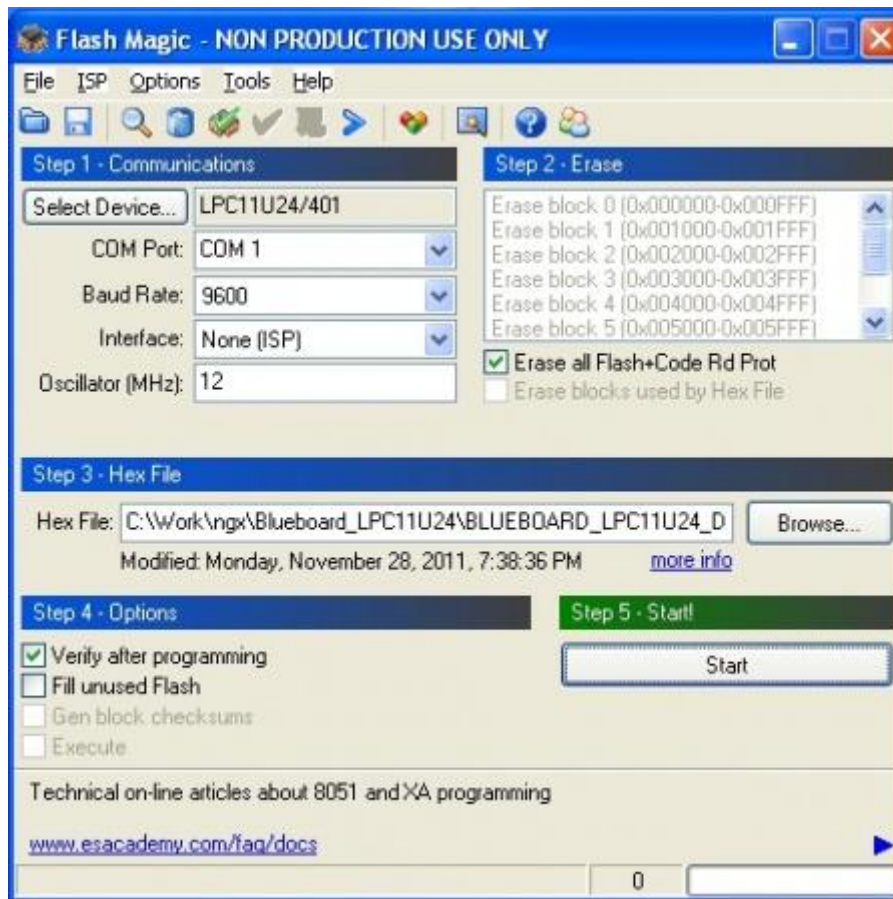 Flash Magic - NON PRODUCTION USE ONLY
File ISP Options Tools Help
Step 1 - Communications
Select Device... LPC11U24/401
COM Port: COM 1
Baud Rate: 9600
Interface: None (ISP)
Oscillator (MHz): 12
Step 2 - Erase
Erase block 0 (0x000000-0x000FFF)
Erase block 1 (0x001000-0x001FFF)
Erase block 2 (0x002000-0x002FFF)
Erase block 3 (0x003000-0x003FFF)
Erase block 4 (0x004000-0x004FFF)
Erase block 5 (0x005000-0x005FFF)
Erase all Flash+Code Rd Prot
Erase blocks used by Hex File
Step 3 - Hex File
Hex File: C:\Work\ngx\Blueboard_LPC11U24\BLUEBOARD_LPC11U24_D Browse...
Modified: Monday, November 28, 2011, 7:38:36 PM more info
Step 4 - Options
Verify after programming
Fill unused Flash
Gen block checksums
Execute
Step 5 - Start!
Start
Technical on-line articles about 8051 and XA programming
www.esacademy.com/faq/docs
0